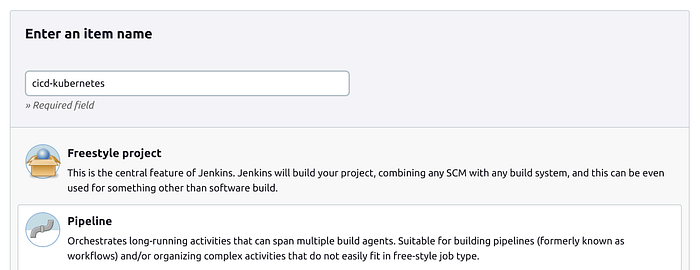 Enter an item name
cicd-kubernetes
» Required field
Freestyle project
This is the central feature of Jenkins. Jenkins will build your project, combining any SCM with any build system, and this can be even
used for something other than software build.
Pipeline
Orchestrates long-running activities that can span multiple build agents. Suitable for building pipelines (formerly known as
workflows) and/or organizing complex activities that do not easily fit in free-style job type.